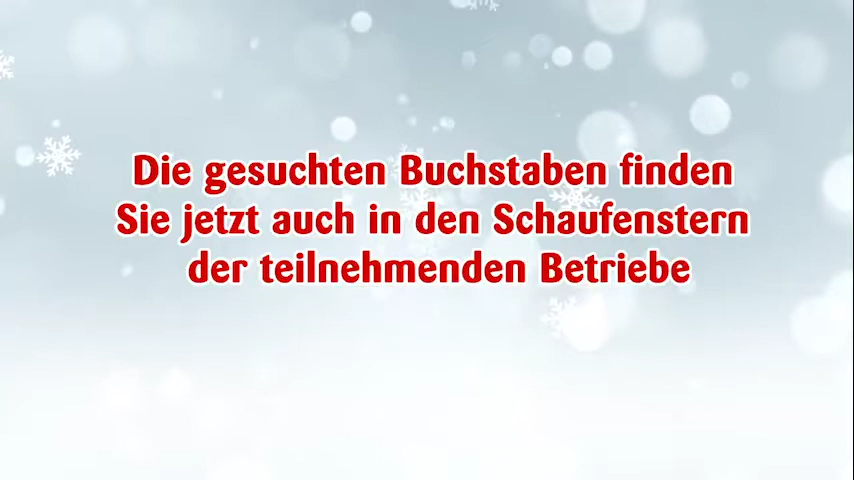 Die gesuchten Buchstaben finden
Sie jetzt auch in den Schaufenstern
der teilnehmenden Betriebe